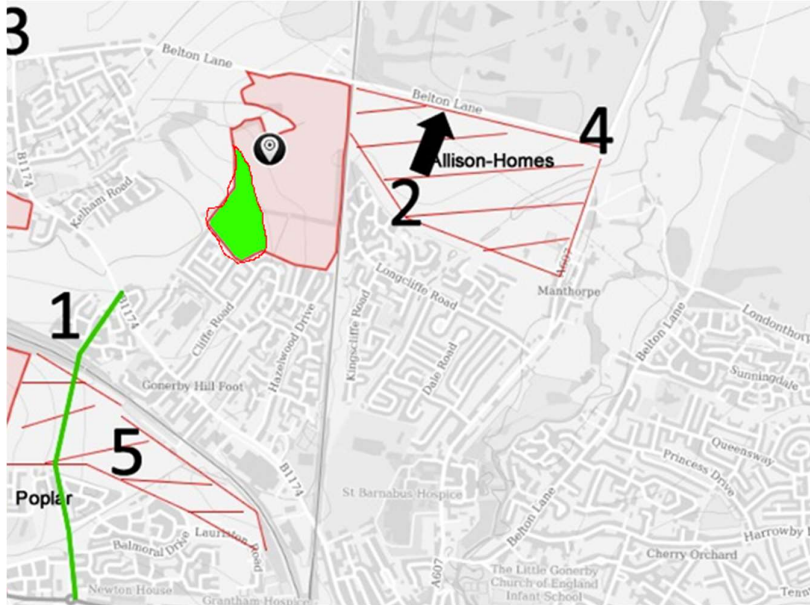 3
Belton Lane
Belton Lane
4
B1174
Allison-Homes
Kelham Road
2
A607
Longcliffe Road
Manthorpe
1
B1174
Cliffe Road
Hazelwood Drive
Kingscliffe Road
Belton Lane
Londonthorp
Dale Road
Sunningdale
Gonerby Hill Foot
5
Queensway
Princess Drive
B1174
Poplar
St Barnabus Hospice
Belton Lane
Harrowby
Balmoral Drive
Lauriston Road
Cherry Orchard
A607
The Little Gonerby
Church of England
Infant School
Newton House
Grantham Hospice